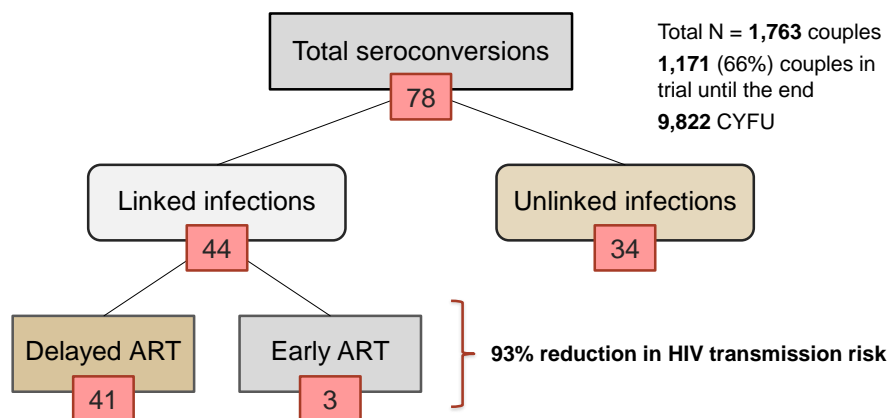 Total seroconversions
78
Total N = 1,763 couples
1,171 (66%) couples in
trial until the end
9,822 CYFU
Linked infections
44
Unlinked infections
34
Delayed ART
41
Early ART
3
93% reduction in HIV transmission risk